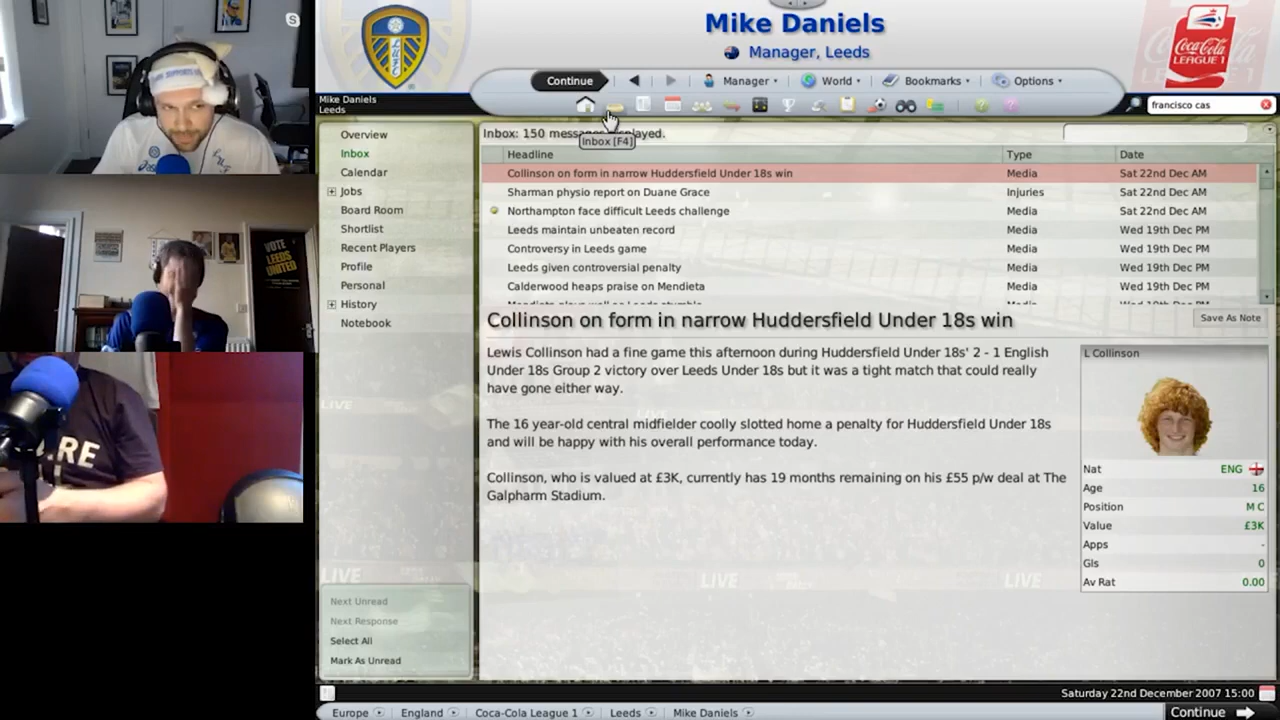 Mike Daniels
Manager, Leeds
Coca-Cola
LEAGUE 1
Continue
Manager
World
Bookmarks
Options
Mike Daniels
Leeds
francisco cas
Inbox [F4]
Overview
Inbox
Calendar
Jobs
Board Room
Shortlist
Recent Players
Profile
Personal
History
Notebook
Inbox: 150 messages displayed.
Headline Type Date
Collinson on form in narrow Huddersfield Under 18s win Media Sat 22nd Dec AM
Sharman physio report on Duane Grace Injuries Sat 22nd Dec AM
Northampton face difficult Leeds challenge Media Sat 22nd Dec AM
Leeds maintain unbeaten record Media Wed 19th Dec PM
Controversy in Leeds game Media Wed 19th Dec PM
Leeds given controversial penalty Media Wed 19th Dec PM
Calderwood heaps praise on Mendieta Media Wed 19th Dec PM
Collinson on form in narrow Huddersfield Under 18s win
Save As Note
Lewis Collinson had a fine game this afternoon during Huddersfield Under 18s' 2 - 1 English
Under 18s Group 2 victory over Leeds Under 18s but it was a tight match that could really
have gone either way.
The 16 year-old central midfielder coolly slotted home a penalty for Huddersfield Under 18s
and will be happy with his overall performance today.
Collinson, who is valued at £3K, currently has 19 months remaining on his £55 p/w deal at The
Galpharm Stadium.
L Collinson
Nat ENG
Age 16
Position M C
Value £3K
Apps -
Gls 0
Av Rat 0.00
LIVE
LIVE
LIVE
LIVE
Next Unread
Next Response
Select All
Mark As Unread
Saturday 22nd December 2007 15:00
Europe
England
Coca-Cola League 1
Leeds
Mike Daniels
Continue
VOTE
LEEDS
UNITED
RE